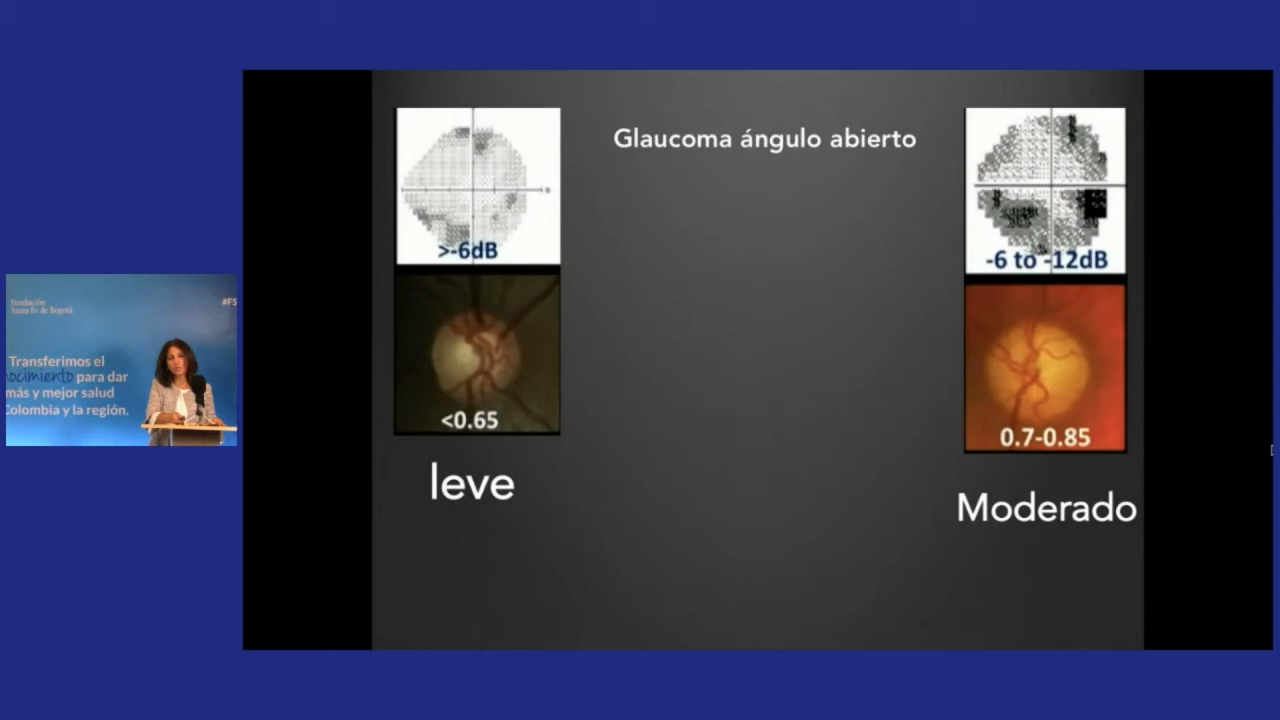 Fundación
Santa Fe de Bogotá
#FS
Transferimos el
nocimiento para dar
más y mejor salud
Colombia y la región.
Glaucoma ángulo abierto
>-6dB
<0.65
leve
-6 to -12dB
0.7-0.85
Moderado